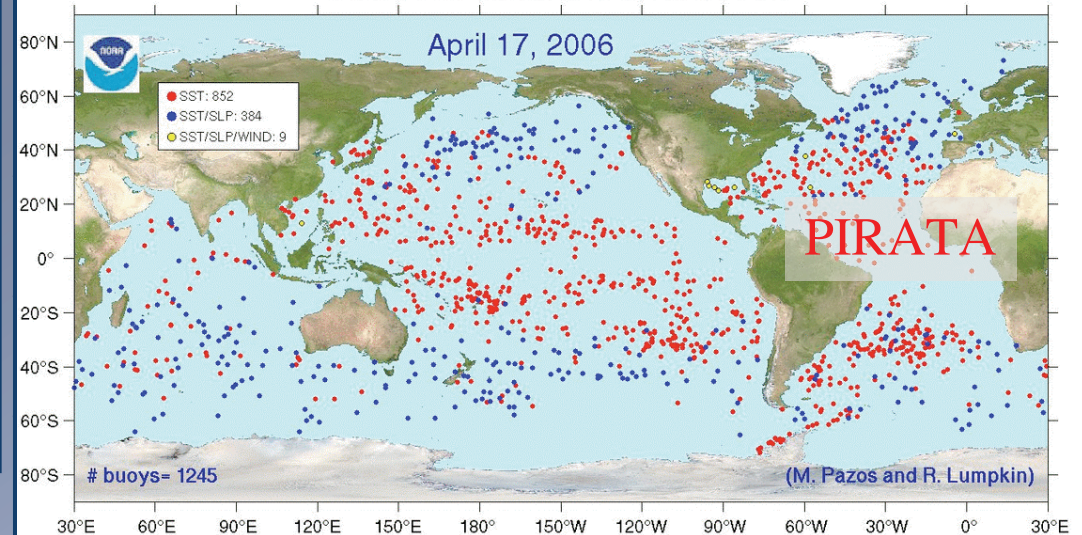 April 17, 2006
NOAA
SST: 852
SST/SLP: 384
SST/SLP/WIND: 9
PIRATA
80°N
60°N
40°N
20°N
0°
20°S
40°S
60°S
80°S
# buoys= 1245
(M. Pazos and R. Lumpkin)
30°E 60°E 90°E 120°E 150°E 180° 150°W 120°W 90°W 60°W 30°W 0° 30°E